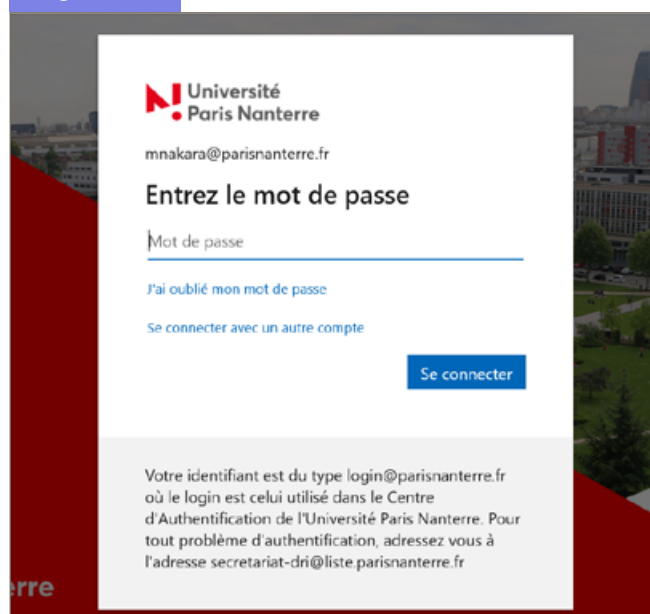 Université
Paris Nanterre
mnakara@parisnanterre.fr
Entrez le mot de passe
Mot de passe
J'ai oublié mon mot de passe
Se connecter avec un autre compte
Se connecter
Votre identifiant est du type login@parisnanterre.fr
où le login est celui utilisé dans le Centre
d'Authentification de l'Université Paris Nanterre. Pour
tout problème d'authentification, adressez vous à
l'adresse secretariat-dri@liste.parisnanterre.fr
erre